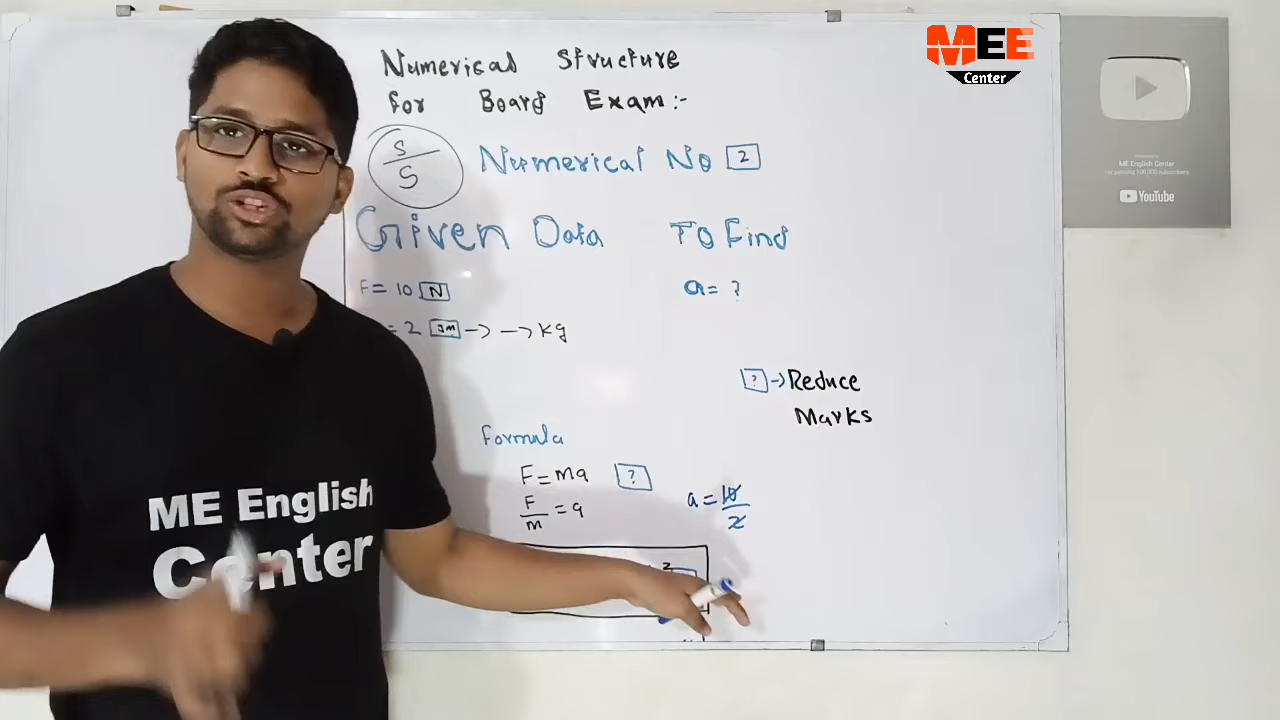 Numerical Structure
for Board Exam:-
S
S
Numerical No 2
Given Data
To Find
F = 10 N
a = ?
= 2 gm → → kg
? → Reduce
Marks
formula
F = ma ?
F
m
= a
a = 10
2
2
MEE
Center
ME English Center
YouTube
ME English
Center